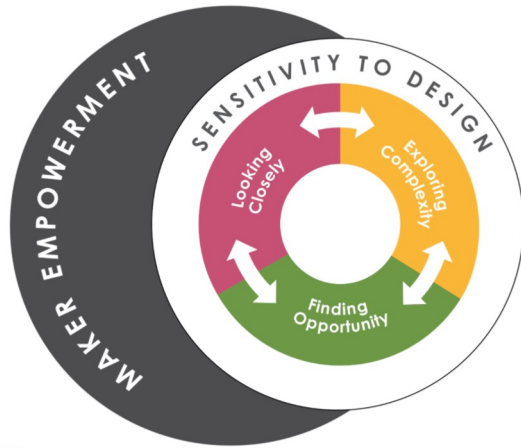 MAKER EMPOWERMENT
SENSITIVITY TO DESIGN
Looking
Closely
Exploring
Complexity
Finding
Opportunity